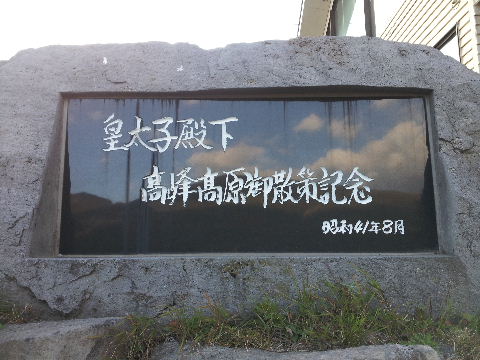 皇太子殿下
高峰高原御散策記念
昭和41年8月